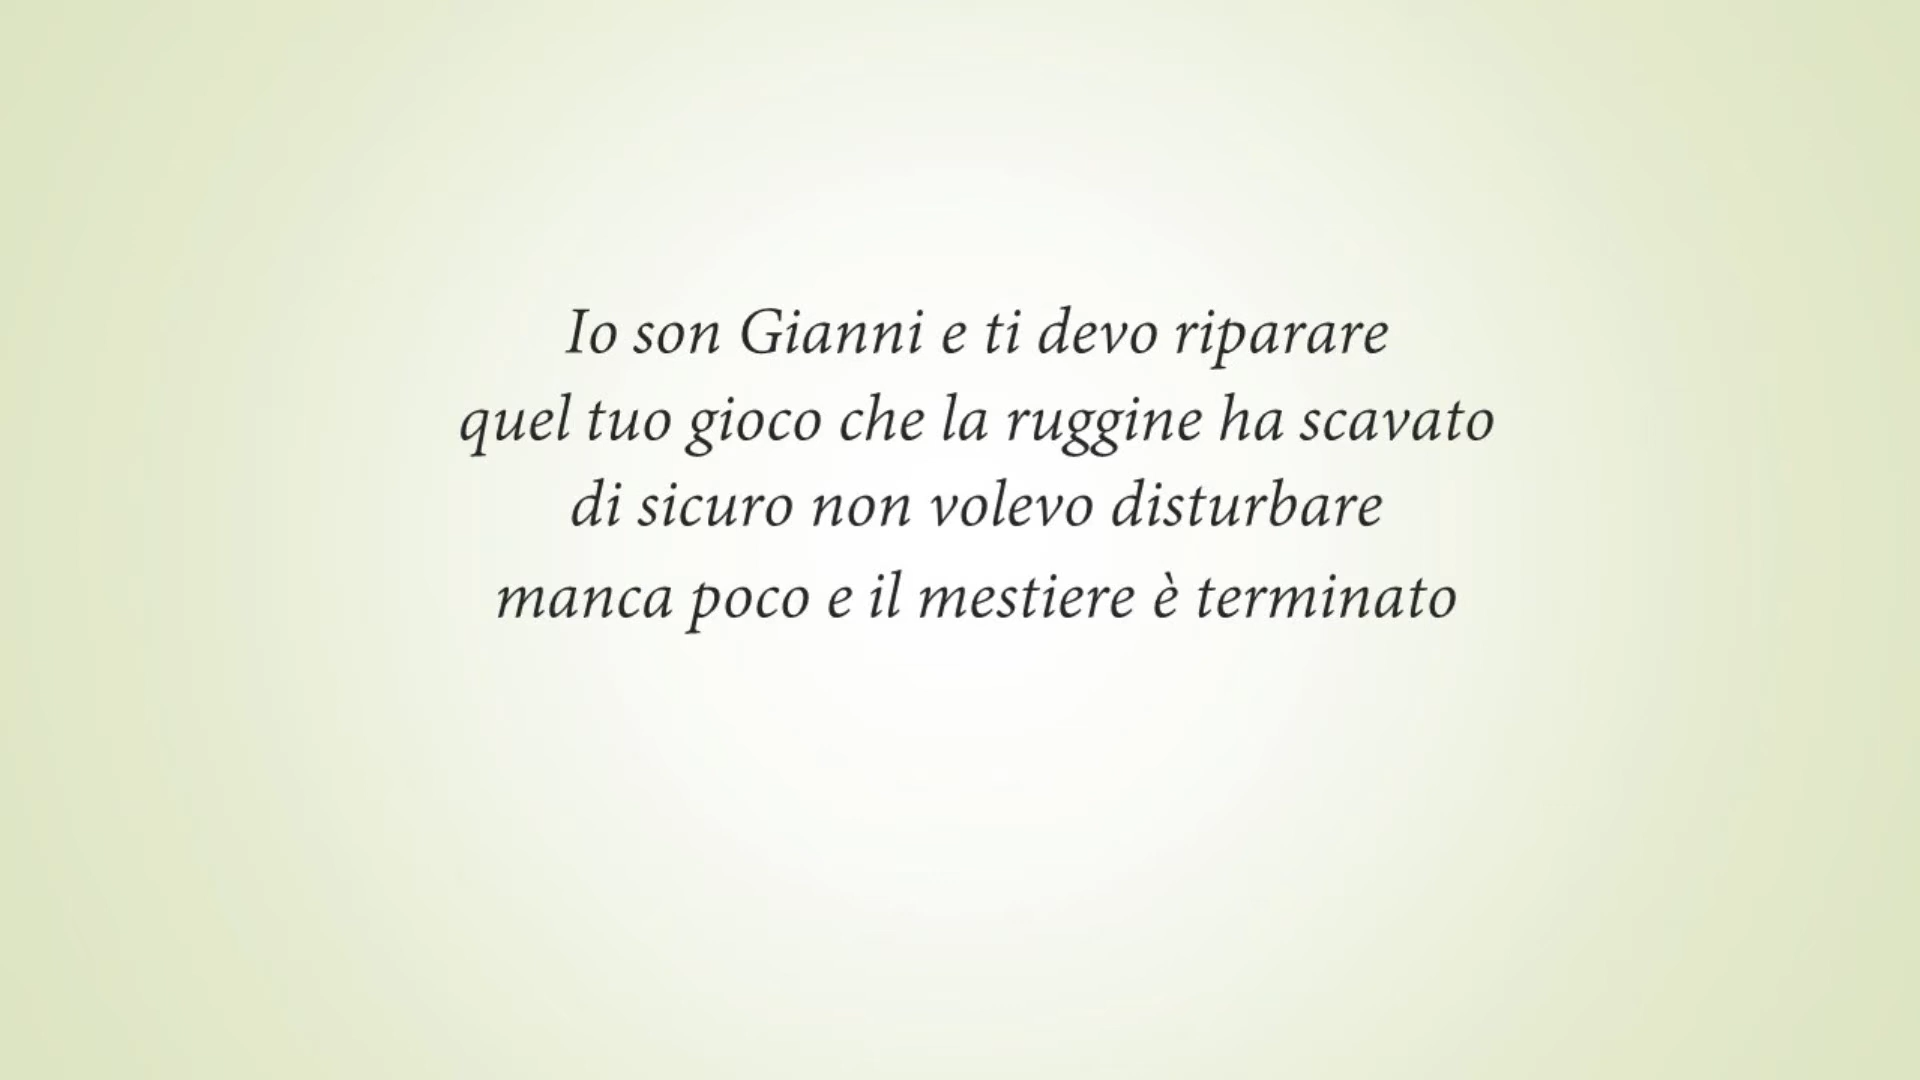 Io son Gianni e ti devo riparare
quel tuo gioco che la ruggine ha scavato
di sicuro non volevo disturbare
manca poco e il mestiere è terminato